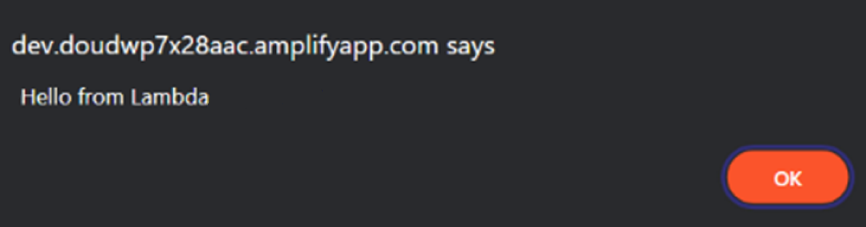 dev.doudwp7x28aac.amplifyapp.com says
Hello from Lambda
OK